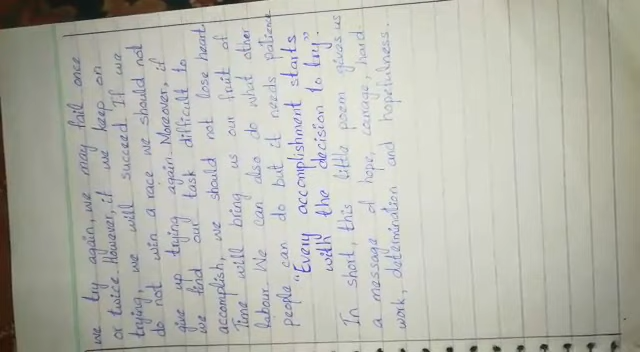 we try again, we may fail once
or twice. However, if we keep on
trying, we will succeed. If we
do not win a race we should not
give up trying again. Moreover, if
we find our task difficult to
accomplish, we should not lose heart.
Time will bring us our fruit of
labour. We can also do what other
people can do but it needs patience
"Every accomplishment starts
with the decision to try."
In short, this little poem gives us
a message of hope, courage, hard
work, determination and hopefulness.